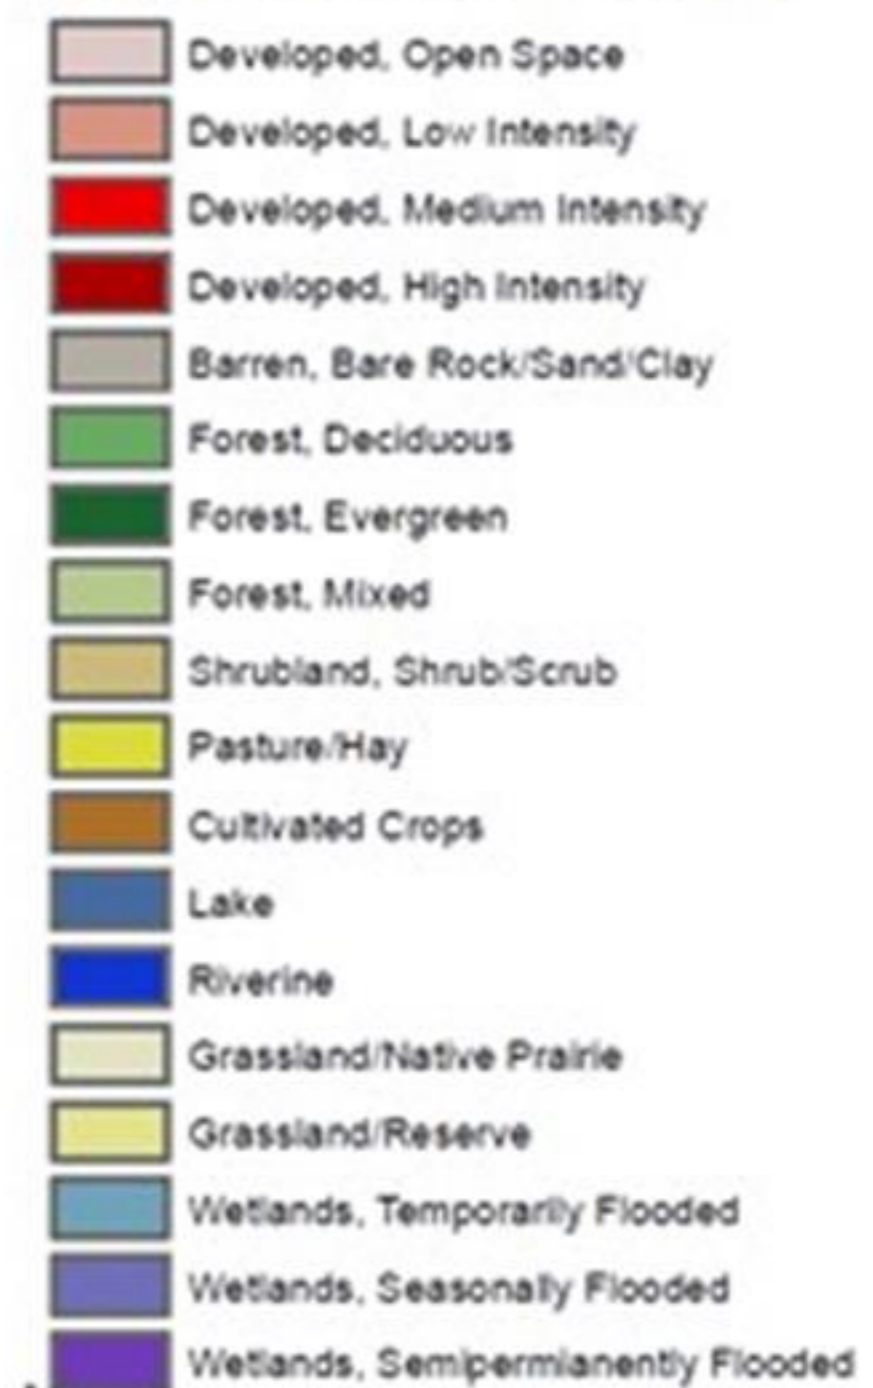 Developed, Open Space
Developed, Low Intensity
Developed, Medium Intensity
Developed, High Intensity
Barren, Bare Rock/Sand/Clay
Forest, Deciduous
Forest, Evergreen
Forest, Mixed
Shrubland, Shrub/Scrub
Pasture/Hay
Cultivated Crops
Lake
Riverine
Grassland/Native Prairie
Grassland/Reserve
Wetlands, Temporarily Flooded
Wetlands, Seasonally Flooded
Wetlands, Semipermianently Flooded